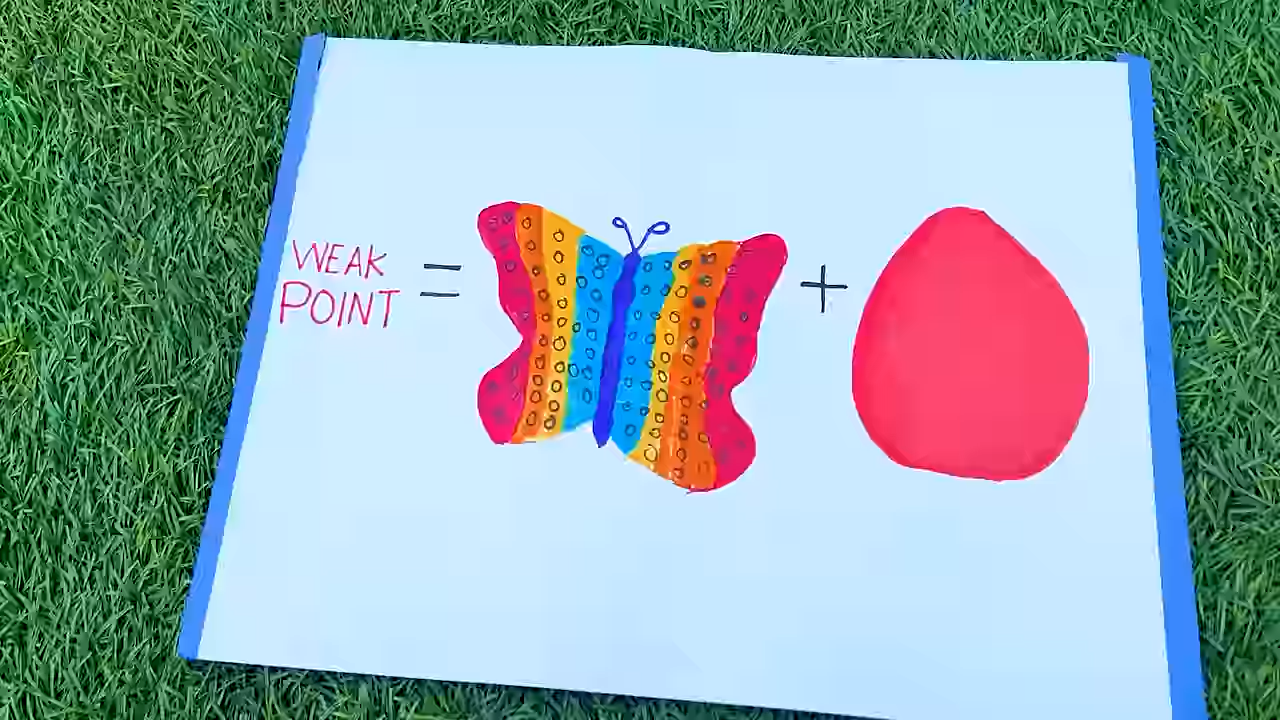 WEAK
POINT =
+